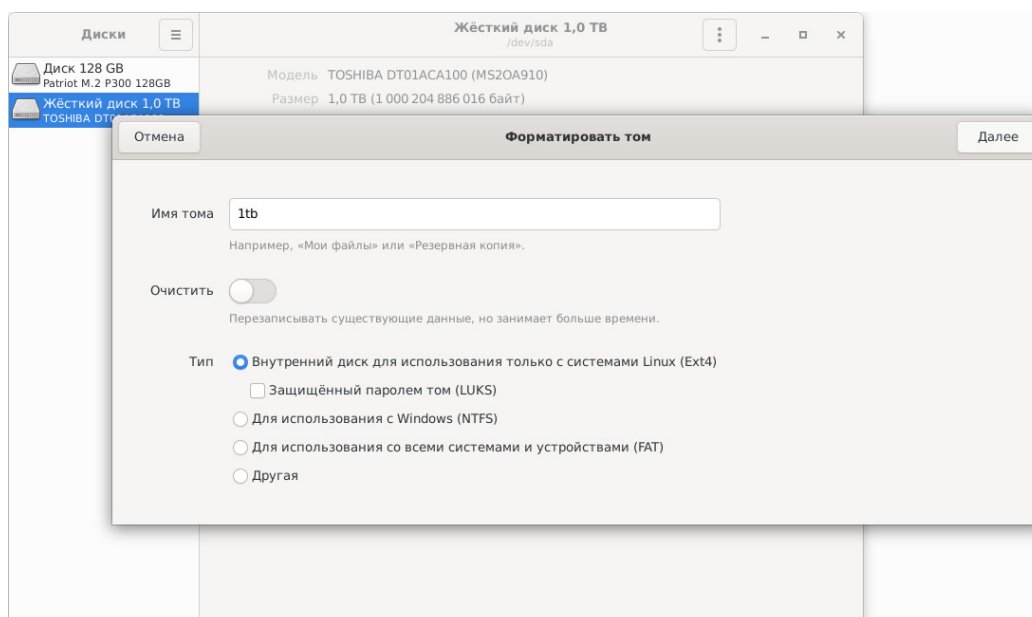 Диски
Жёсткий диск 1,0 TB
/dev/sda
Диск 128 GB
Patriot M.2 P300 128GB
Жёсткий диск 1,0 TB
TOSHIBA
Модель TOSHIBA DT01ACA100 (MS2OA910)
Размер 1,0 TB (1 000 204 886 016 байт)
Отмена
Форматировать том
Далее
Имя тома 1tb
Например, «Мои файлы» или «Резервная копия».
Очистить
Перезаписывать существующие данные, но занимает больше времени.
Тип Внутренний диск для использования только с системами Linux (Ext4)
Защищённый паролем том (LUKS)
Для использования с Windows (NTFS)
Для использования со всеми системами и устройствами (FAT)
Другая